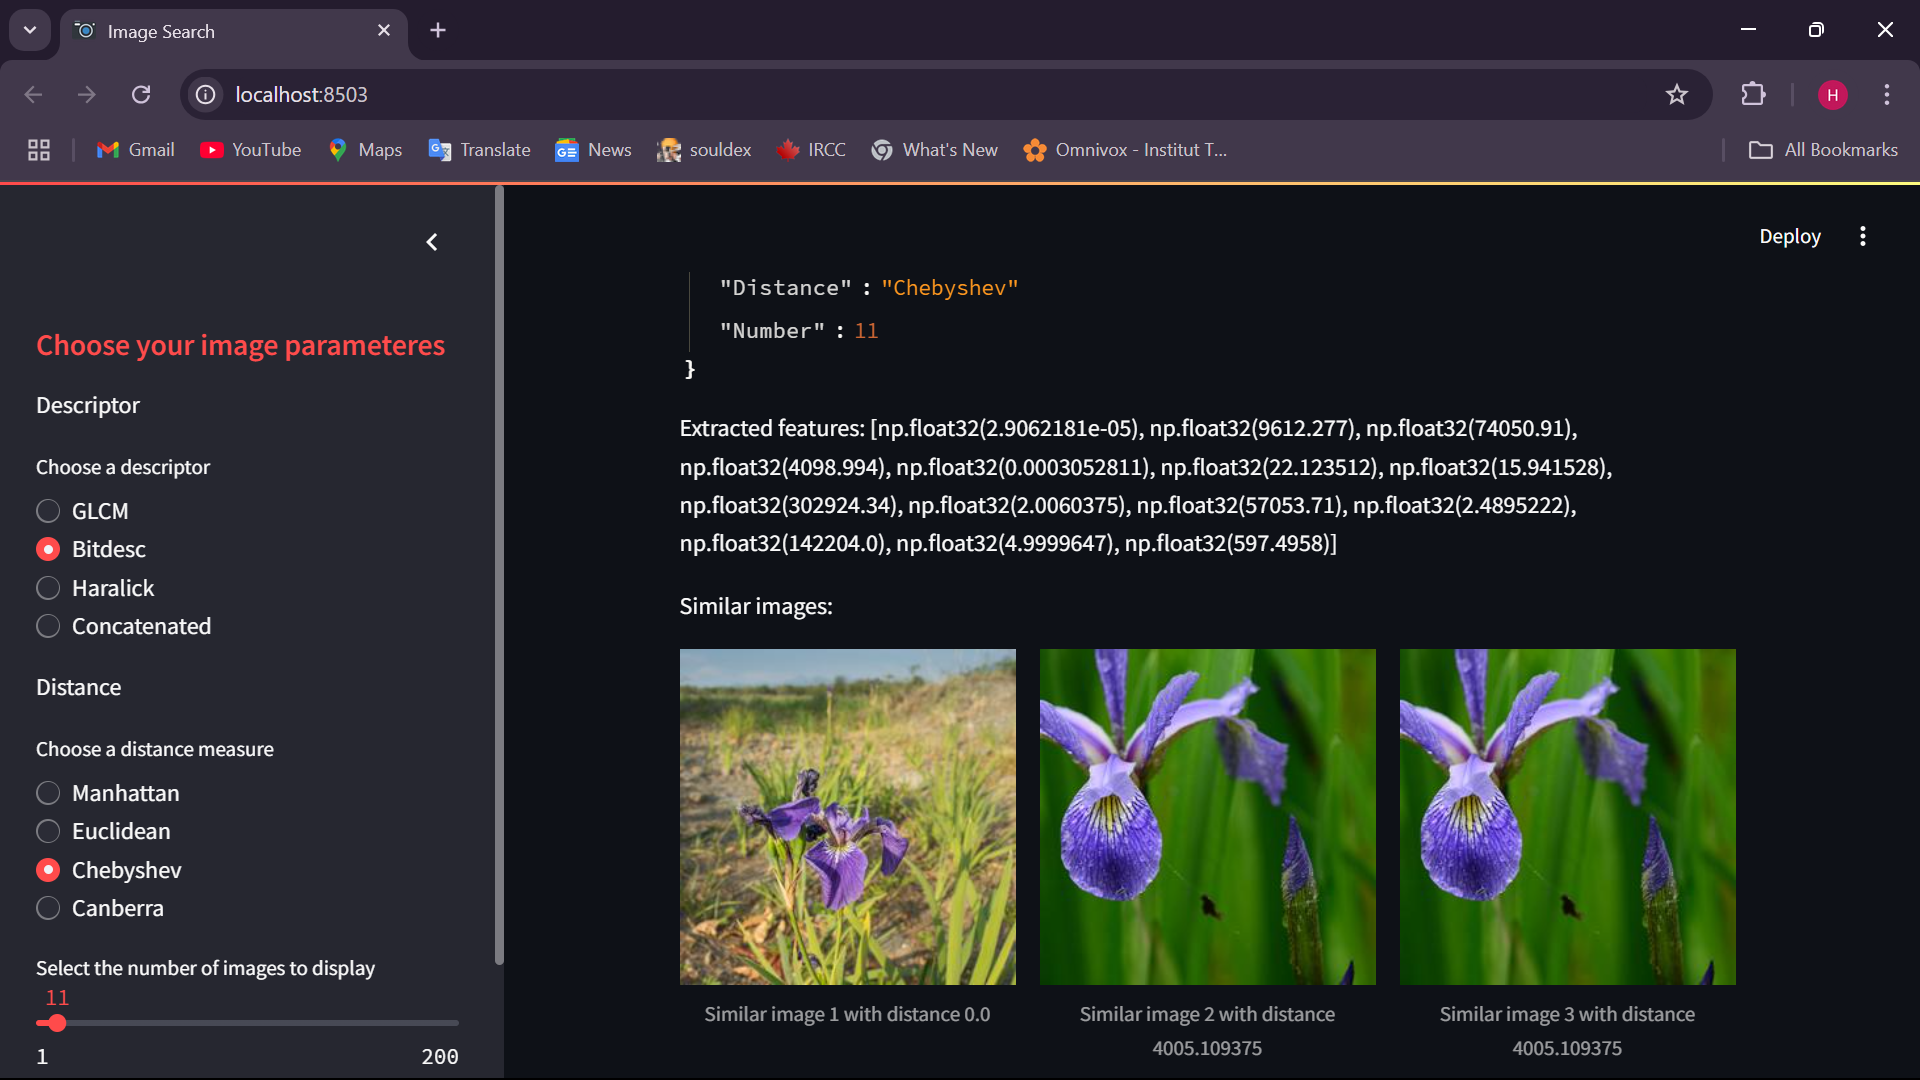 Image Search
localhost:8503
H
Gmail
YouTube
Maps
Translate
News
souldex
IRCC
What's New
Omnivox - Institut T...
All Bookmarks
Deploy
Choose your image parameteres
Descriptor
Choose a descriptor
GLCM
Bitdesc
Haralick
Concatenated
Distance
Choose a distance measure
Manhattan
Euclidean
Chebyshev
Canberra
Select the number of images to display
11
1
200
"Distance" : "Chebyshev"
"Number" : 11
}
Extracted features: [np.float32(2.9062181e-05), np.float32(9612.277), np.float32(74050.91),
np.float32(4098.994), np.float32(0.0003052811), np.float32(22.123512), np.float32(15.941528),
np.float32(302924.34), np.float32(2.0060375), np.float32(57053.71), np.float32(2.4895222),
np.float32(142204.0), np.float32(4.9999647), np.float32(597.4958)]
Similar images:
Similar image 1 with distance 0.0
Similar image 2 with distance
4005.109375
Similar image 3 with distance
4005.109375